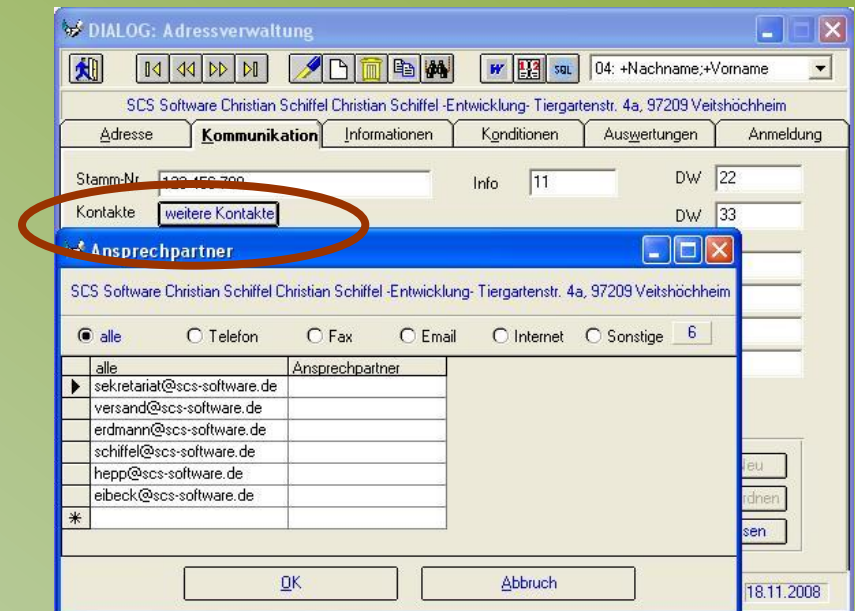 DIALOG: Adressverwaltung
SQL
04: +Nachname;+Vorname
SCS Software Christian Schiffel Christian Schiffel -Entwicklung- Tiergartenstr. 4a, 97209 Veitshöchheim
Adresse Kommunikation Informationen Konditionen Auswertungen Anmeldung
Stamm-Nr Info 11 DW 22
Kontakte weitere Kontakte DW 33
Ansprechpartner
SCS Software Christian Schiffel Christian Schiffel -Entwicklung- Tiergartenstr. 4a, 97209 Veitshöchheim
alle Telefon Fax Email Internet Sonstige 6
alle Ansprechpartner
sekretariat@scs-software.de
versand@scs-software.de
erdmann@scs-software.de
schiffel@scs-software.de
hepp@scs-software.de
eibeck@scs-software.de
OK Abbruch
18.11.2008